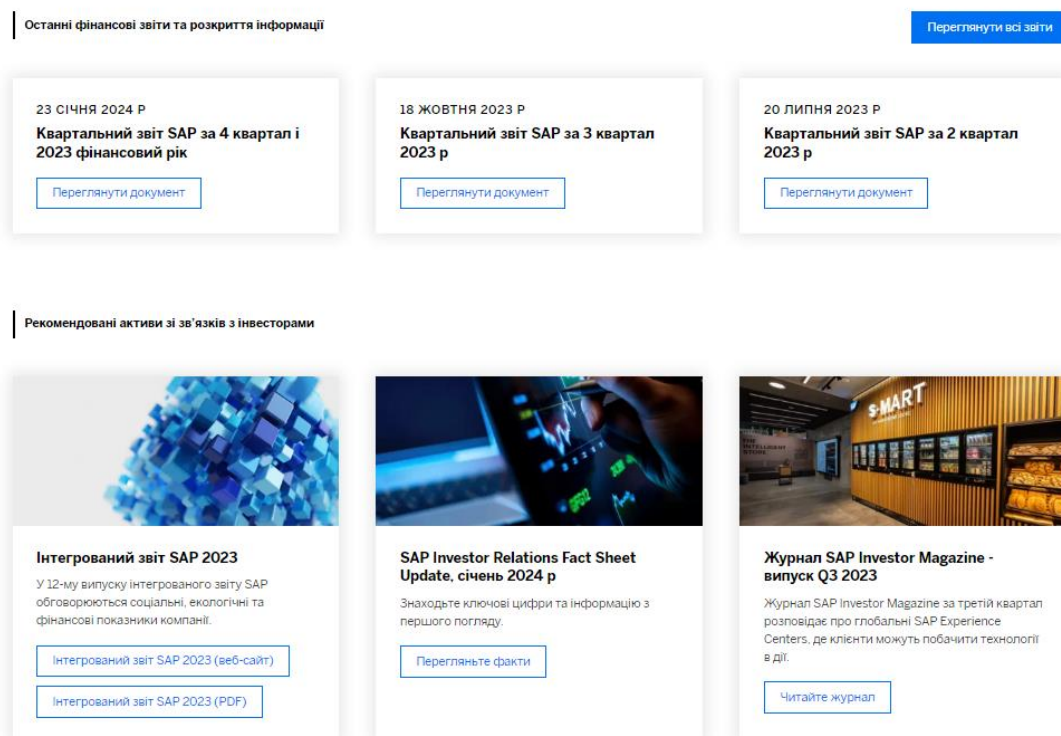 Останні фінансові звіти та розкриття інформації
Переглянути всі звіти
23 СІЧНЯ 2024 Р
Квартальний звіт SAP за 4 квартал і
2023 фінансовий рік
Переглянути документ
18 ЖОВТНЯ 2023 Р
Квартальний звіт SAP за 3 квартал
2023 р
Переглянути документ
20 ЛИПНЯ 2023 Р
Квартальний звіт SAP за 2 квартал
2023 р
Переглянути документ
Рекомендовані активи зі зв'язків з інвесторами
Інтегрований звіт SAP 2023
У 12-му випуску інтегрованого звіту SAP
обговорюються соціальні, екологічні та
фінансові показники компанії.
Інтегрований звіт SAP 2023 (веб-сайт)
Інтегрований звіт SAP 2023 (PDF)
SAP Investor Relations Fact Sheet
Update, січень 2024 р
Знаходьте ключові цифри та інформацію з
першого погляду.
Перегляньте факти
S-MART
THE
INTELLIGENT
STORE
Журнал SAP Investor Magazine -
випуск Q3 2023
Журнал SAP Investor Magazine за третій квартал
розповідає про глобальні SAP Experience
Centers, де клієнти можуть побачити технології
в дії.
Читайте журнал